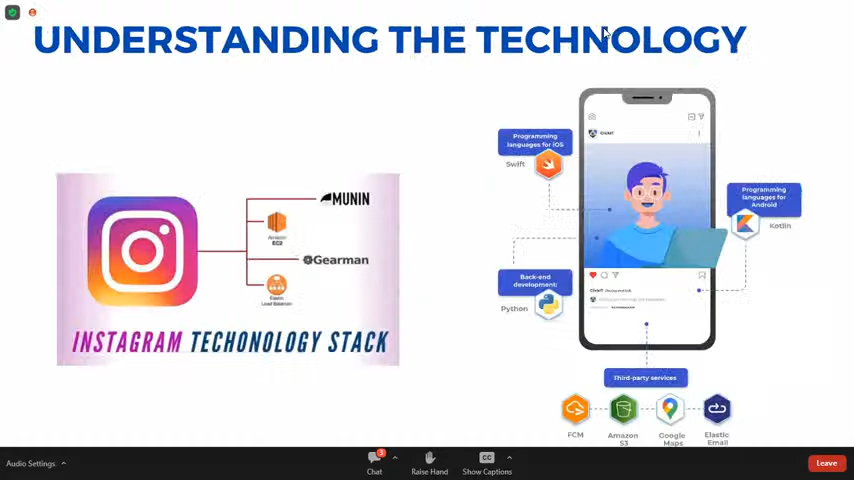 UNDERSTANDING THE TECHNOLOGY
MUNIN
Amazon
EC2
Gearman
Elastic
Load Balancer
INSTAGRAM TECHONOLOGY STACK
Programming
languages for iOS
Swift
Programming
languages for
Android
Kotlin
Back-end
development:
Python
Third-party services
FCM
Amazon
S3
Google
Maps
Elastic
Email
Audio Settings
3
Chat
Raise Hand
CC
Show Captions
Leave